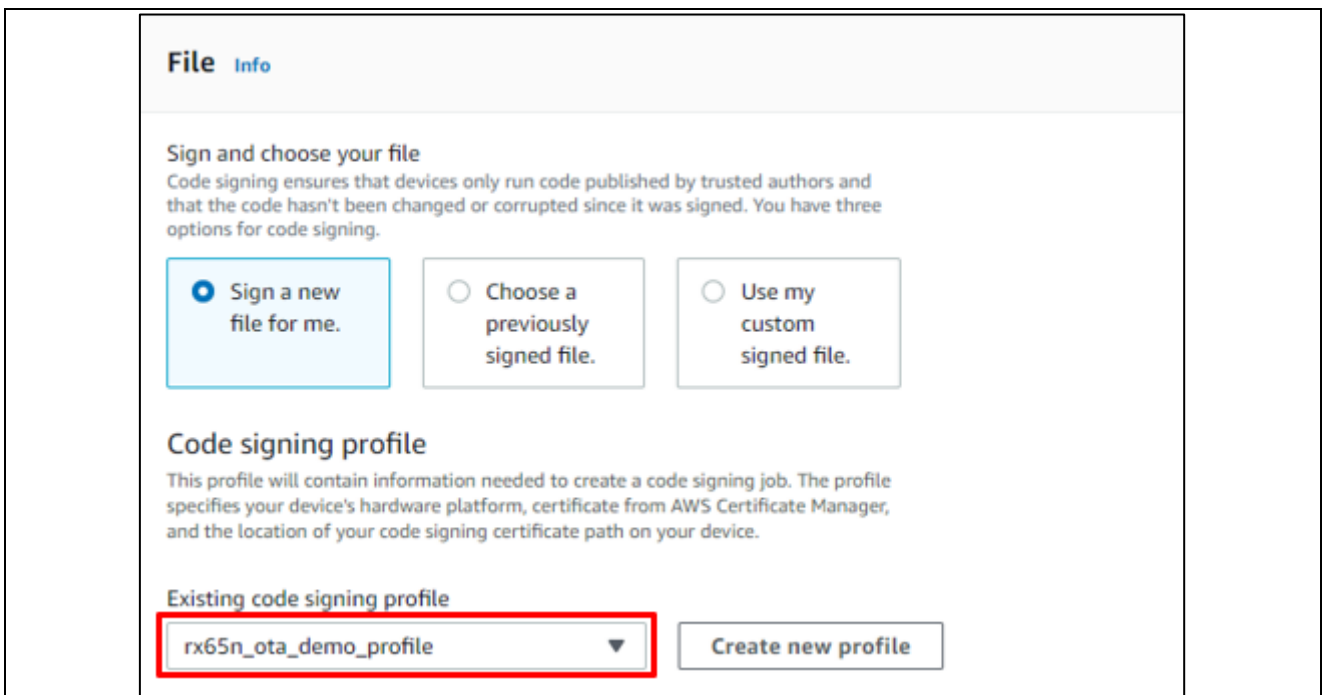 File Info
Sign and choose your file
Code signing ensures that devices only run code published by trusted authors and
that the code hasn't been changed or corrupted since it was signed. You have three
options for code signing.
Sign a new
file for me.
Choose a
previously
signed file.
Use my
custom
signed file.
Code signing profile
This profile will contain information needed to create a code signing job. The profile
specifies your device's hardware platform, certificate from AWS Certificate Manager,
and the location of your code signing certificate path on your device.
Existing code signing profile
rx65n_ota_demo_profile
Create new profile